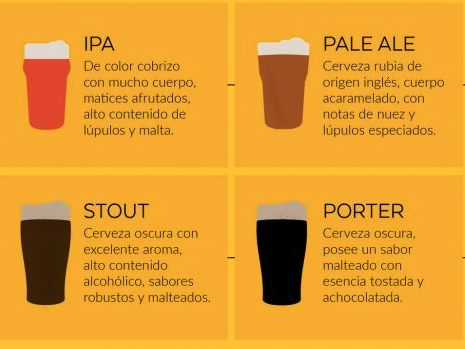 IPA
De color cobrizo
con mucho cuerpo,
matices afrutados,
alto contenido de
lúpulos y malta.
PALE ALE
Cerveza rubia de
origen inglés, cuerpo
acaramelado, con
notas de nuez y
lúpulos especiados.
STOUT
Cerveza oscura con
excelente aroma,
alto contenido
alcohólico, sabores
robustos y malteados.
PORTER
Cerveza oscura,
posee un sabor
malteado con
esencia tostada y
achocolatada.